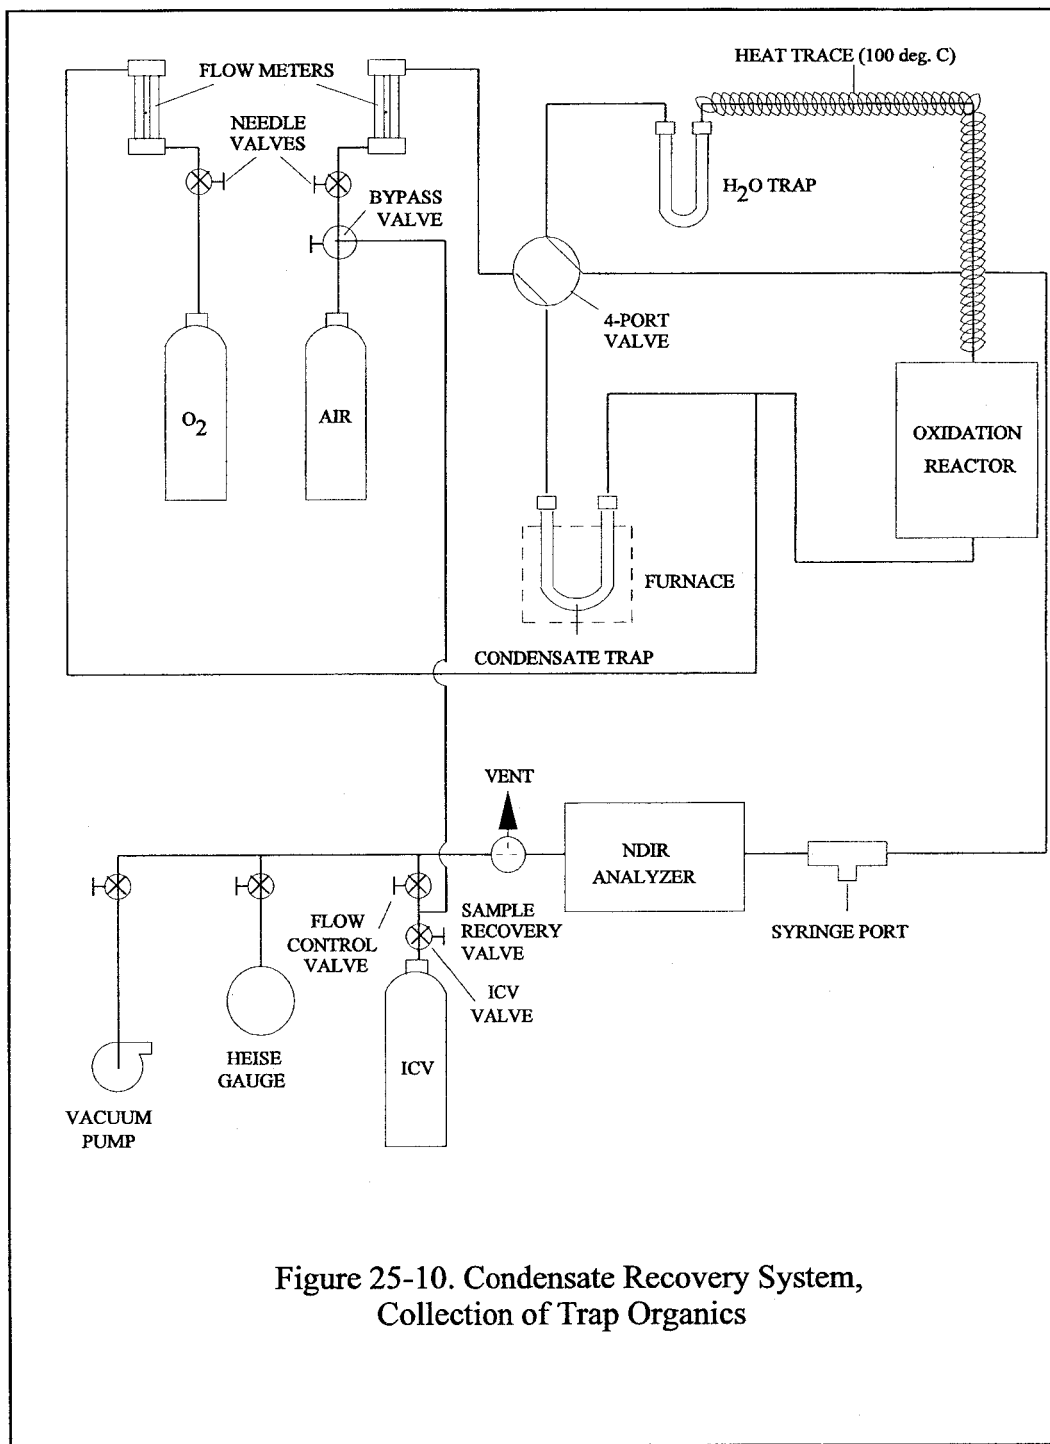 HEAT TRACE (100 deg. C)
FLOW METERS
NEEDLE
VALVES
H2O TRAP
BYPASS
VALVE
4-PORT
VALVE
O2
AIR
OXIDATION
REACTOR
FURNACE
CONDENSATE TRAP
VENT
NDIR
ANALYZER
SYRINGE PORT
FLOW
CONTROL
VALVE
SAMPLE
RECOVERY
VALVE
ICV
VALVE
HEISE
GAUGE
ICV
VACUUM
PUMP
Figure 25-10. Condensate Recovery System,
Collection of Trap Organics